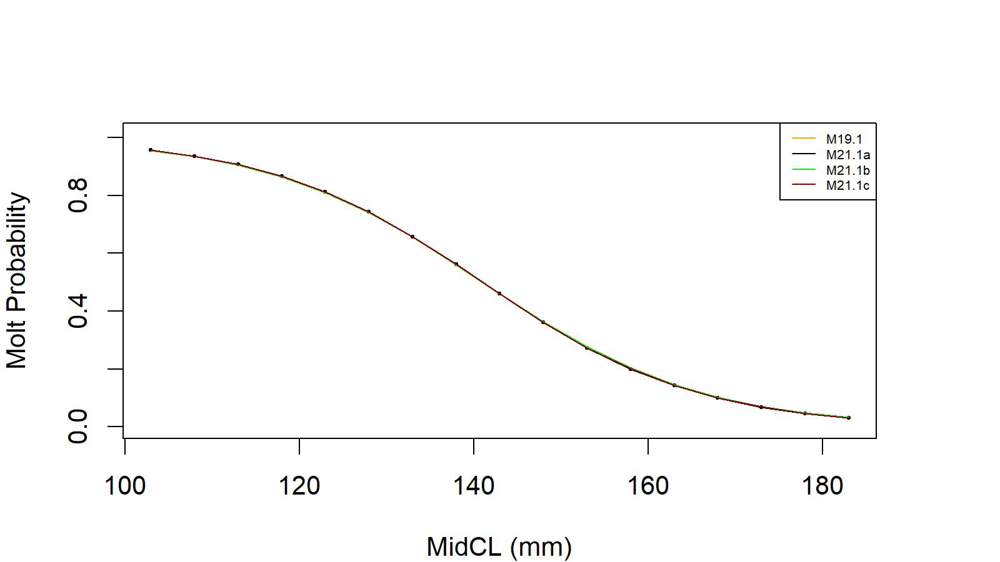 M19.1
M21.1a
M21.1b
M21.1c
Molt Probability
0.8
0.4
0.0
100 120 140 160 180
MidCL (mm)